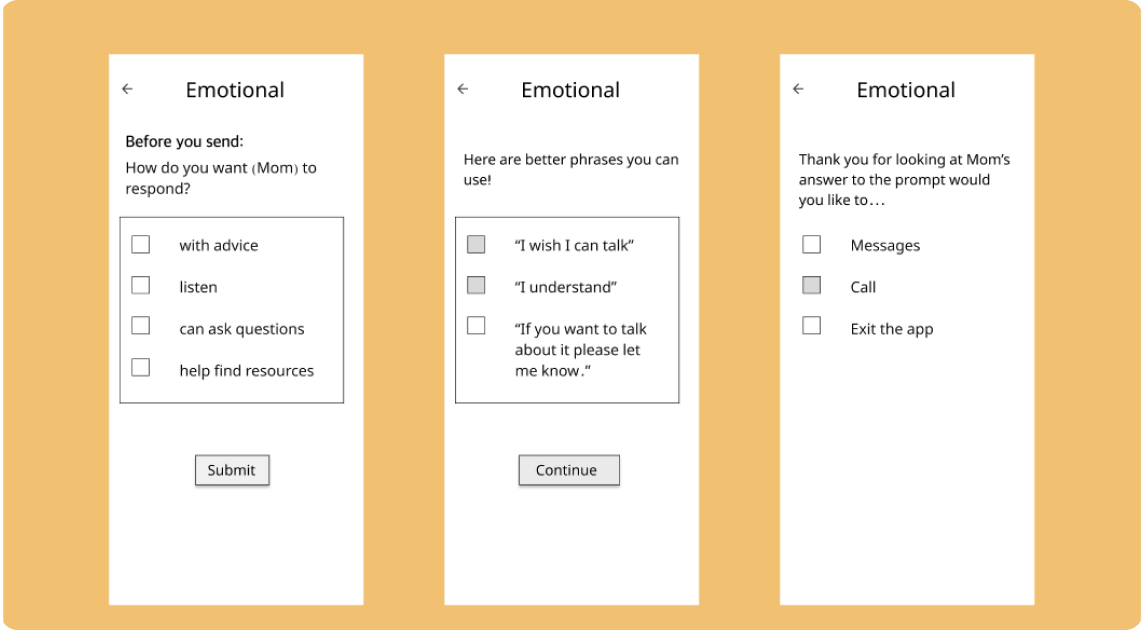 Emotional
Before you send:
How do you want (Mom) to
respond?
with advice
listen
can ask questions
help find resources
Submit
Emotional
Here are better phrases you can
use!
“I wish I can talk”
“I understand”
“If you want to talk
about it please let
me know.”
Continue
Emotional
Thank you for looking at Mom’s
answer to the prompt would
you like to...
Messages
Call
Exit the app